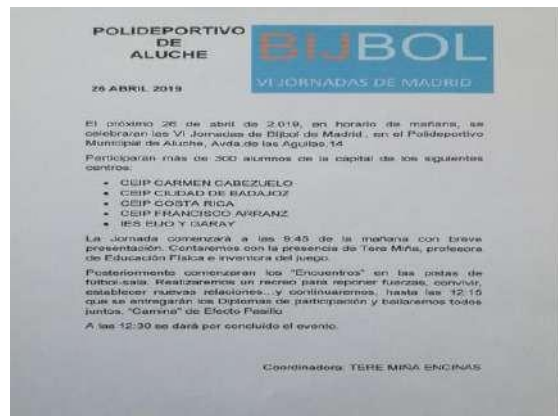 POLIDEPORTIVO
DE
ALUCHE
BIJBOL
VI JORNADAS DE MADRID
26 ABRIL 2019
El próximo 26 de abril de 2.019, en horario de mañana, se
celebraran las VI Jornadas de Bijbol de Madrid , en el Polideportivo
Municipal de Aluche, Avda.de las Aguilas,14
Participarán más de 300 alumnos de la capital de los siguientes
centros:
• CEIP CARMEN CABEZUELO
• CEIP CIUDAD DE BADAJOZ
• CEIP COSTA RICA
• CEIP FRANCISCO ARRANZ
• IES EIJO Y GARAY
La Jornada comenzará a las 9:45 de la mañana con breve
presentación. Contaremos con la presencia de Tere Miña, profesora
de Educación Física e inventora del juego.
Posteriormente comenzaran los "Encuentros" en las pistas de
fútbol-sala. Realizaremos un recreo para reponer fuerzas, convivir,
establecer nuevas relaciones...y continuaremos, hasta las 12:15
que se entregarán los Diplomas de participación y bailaremos todos
juntos. "Camina" de Efecto Pasillo
A las 12:30 se dará por concluido el evento.
Coordinadora: TERE MIÑA ENCINAS